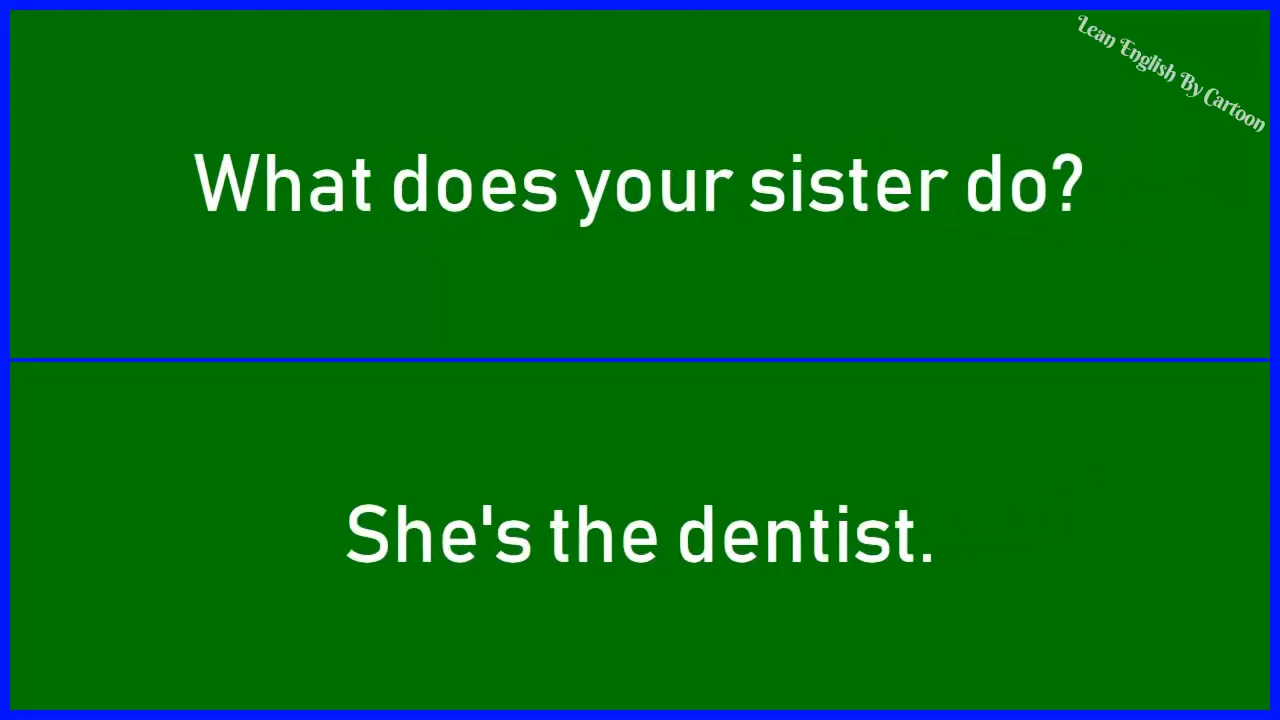 Lean English By Cartoon
What does your sister do?
She's the dentist.